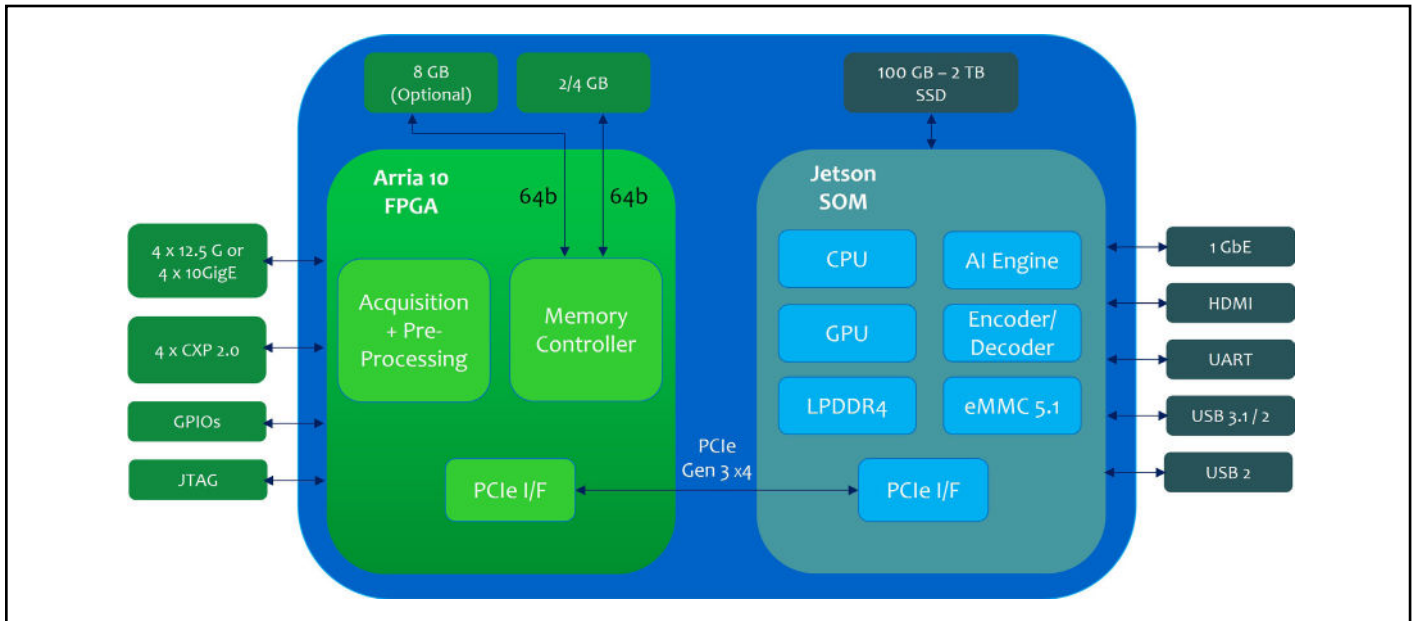 8 GB
(Optional)
2/4 GB
100 GB – 2 TB
SSD
Arria 10
FPGA
64b
64b
Jetson
SOM
4 x 12.5 G or
4 x 10GigE
4 x CXP 2.0
GPIOs
JTAG
Acquisition
+ Pre-
Processing
Memory
Controller
PCIe I/F
PCIe
Gen 3 x4
CPU
AI Engine
GPU
Encoder/
Decoder
LPDDR4
eMMC 5.1
PCIe I/F
1 GbE
HDMI
UART
USB 3.1 / 2
USB 2